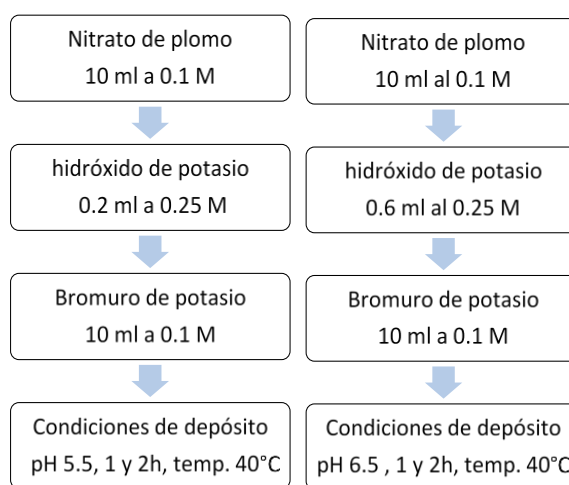 Nitrato de plomo
10 ml a 0.1 M
hidróxido de potasio
0.2 ml a 0.25 M
Bromuro de potasio
10 ml a 0.1 M
Condiciones de depósito
pH 5.5, 1 y 2h, temp. 40°C
Nitrato de plomo
10 ml al 0.1 M
hidróxido de potasio
0.6 ml al 0.25 M
Bromuro de potasio
10 ml a 0.1 M
Condiciones de depósito
pH 6.5 , 1 y 2h, temp. 40°C